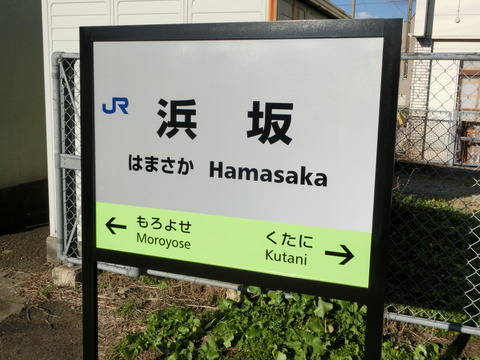 JR 浜坂
はまさか Hamasaka
← もろよせ くたに →
Moroyose Kutani